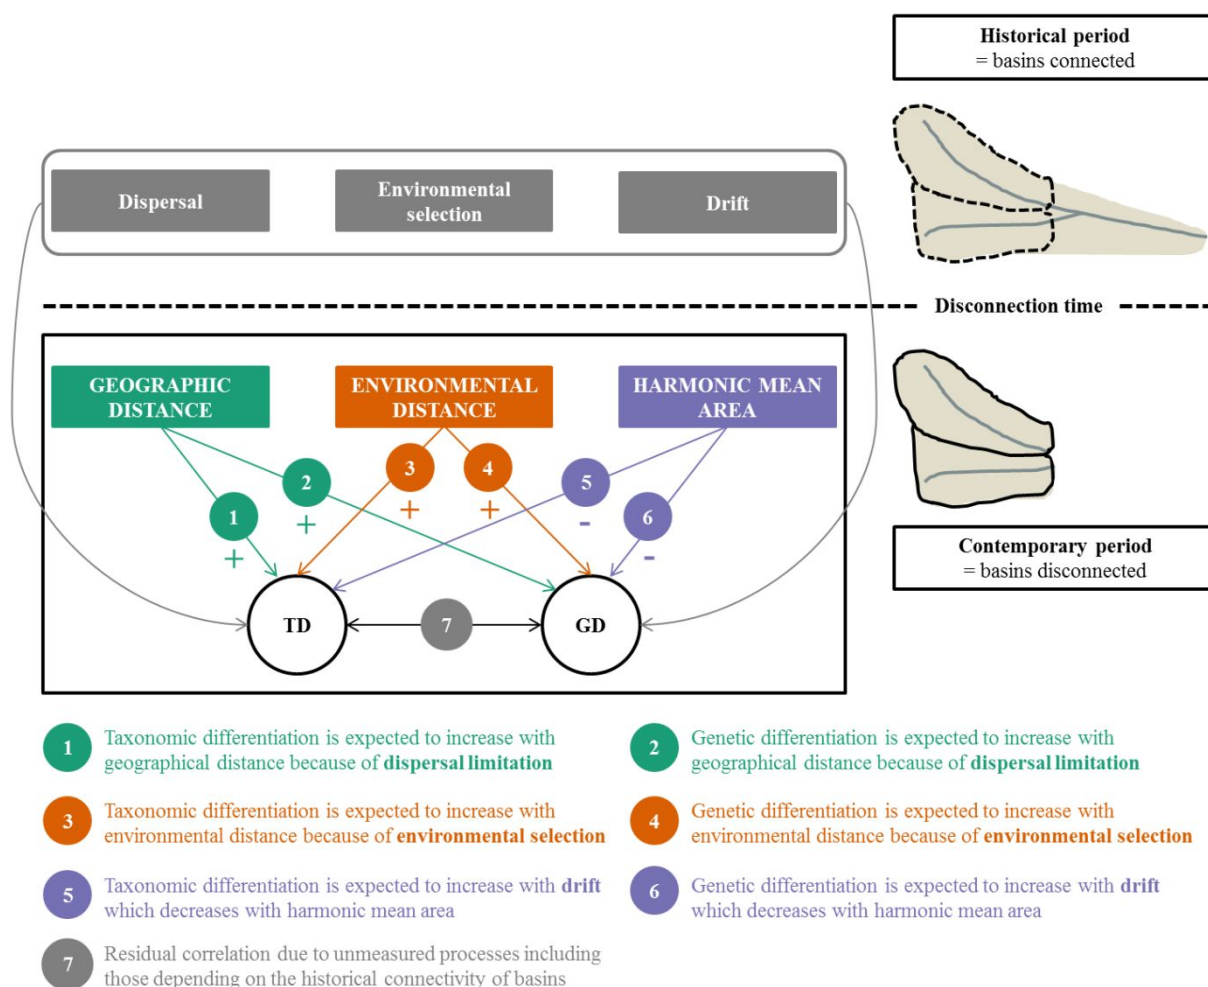 Historical period
= basins connected
Dispersal
Environmental
selection
Drift
Disconnection time
GEOGRAPHIC
DISTANCE
ENVIRONMENTAL
DISTANCE
HARMONIC MEAN
AREA
1
+
2
+
3
+
4
+
5
-
6
-
TD
7
GD
Contemporary period
= basins disconnected
1
Taxonomic differentiation is expected to increase with
geographical distance because of dispersal limitation
2
Genetic differentiation is expected to increase with
geographical distance because of dispersal limitation
3
Taxonomic differentiation is expected to increase with
environmental distance because of environmental selection
4
Genetic differentiation is expected to increase with
environmental distance because of environmental selection
5
Taxonomic differentiation is expected to increase with drift
which decreases with harmonic mean area
6
Genetic differentiation is expected to increase with drift
which decreases with harmonic mean area
7
Residual correlation due to unmeasured processes including
those depending on the historical connectivity of basins